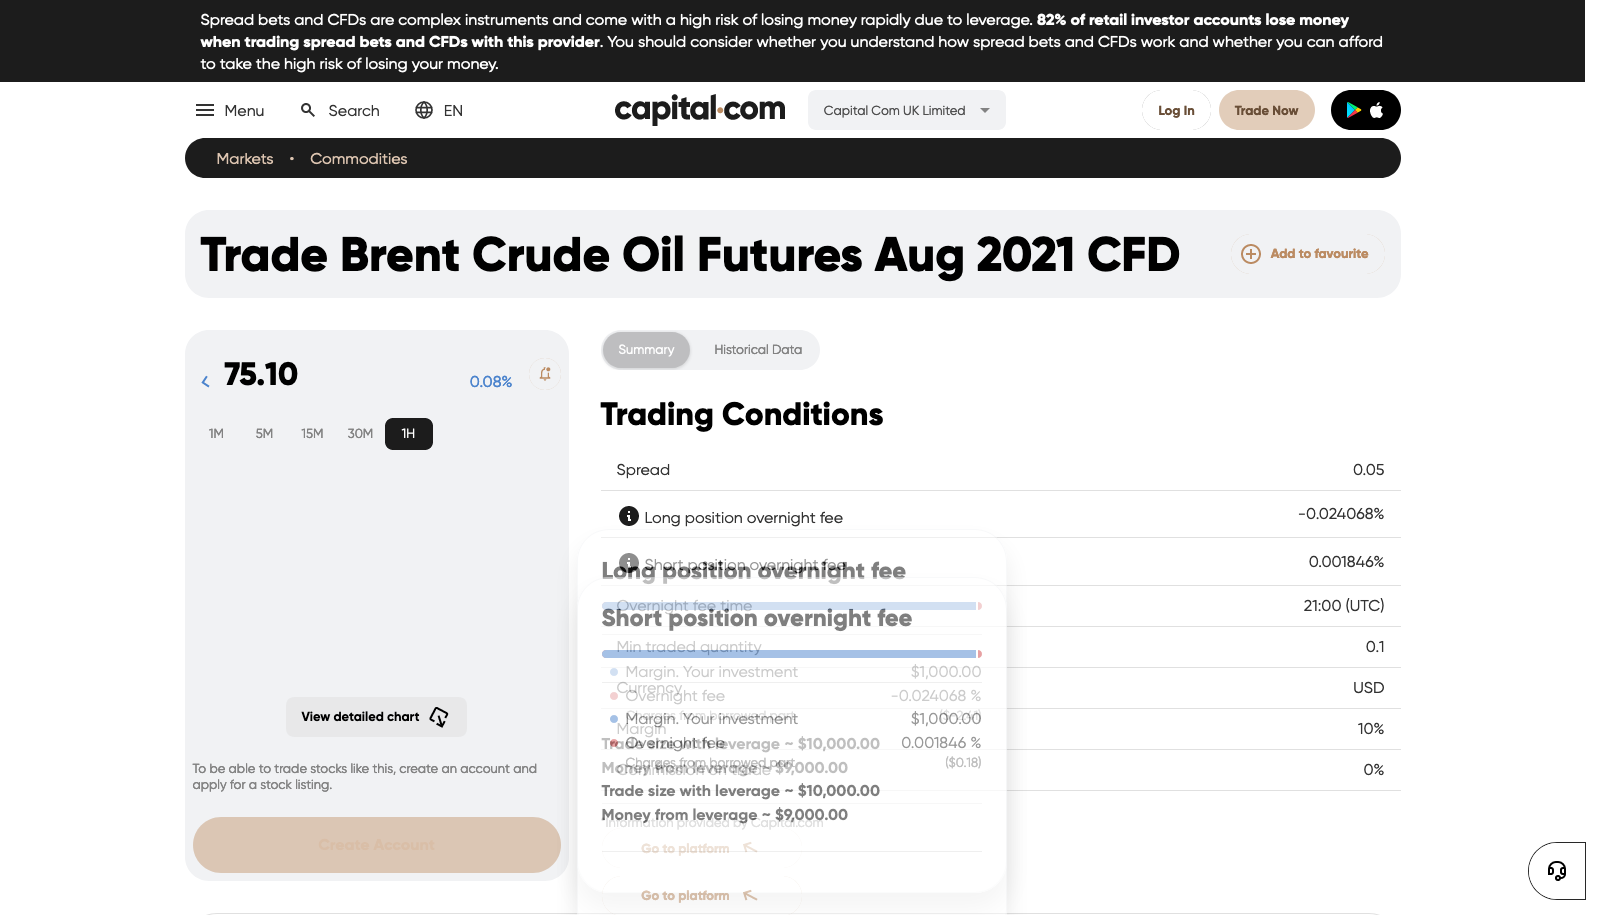 Spread bets and CFDs are complex instruments and come with a high risk of losing money rapidly due to leverage. 82% of retail investor accounts lose money
when trading spread bets and CFDs with this provider. You should consider whether you understand how spread bets and CFDs work and whether you can afford
to take the high risk of losing your money.
Menu
Search
EN
capital.com
Capital Com UK Limited
Log In
Trade Now
Markets • Commodities
Trade Brent Crude Oil Futures Aug 2021 CFD
Add to favourite
75.10
0.08%
1M 5M 15M 30M 1H
View detailed chart
To be able to trade stocks like this, create an account and
apply for a stock listing.
Create Account
Summary
Historical Data
Trading Conditions
Spread 0.05
Long position overnight fee -0.024068%
Short position overnight fee 0.001846%
Overnight fee time 21:00 (UTC)
Min traded quantity 0.1
Currency USD
Margin 10%
Commission on trade 0%
Information provided by Capital.com
Long position overnight fee
Margin. Your investment $1,000.00
Overnight fee -0.024068 %
Charges from borrowed part
Trade size with leverage ~ $10,000.00
Money from leverage ~ $9,000.00
Go to platform
Short position overnight fee
Margin. Your investment $1,000.00
Overnight fee 0.001846 %
Charges from borrowed part ($0.18)
Trade size with leverage ~ $10,000.00
Money from leverage ~ $9,000.00
Go to platform